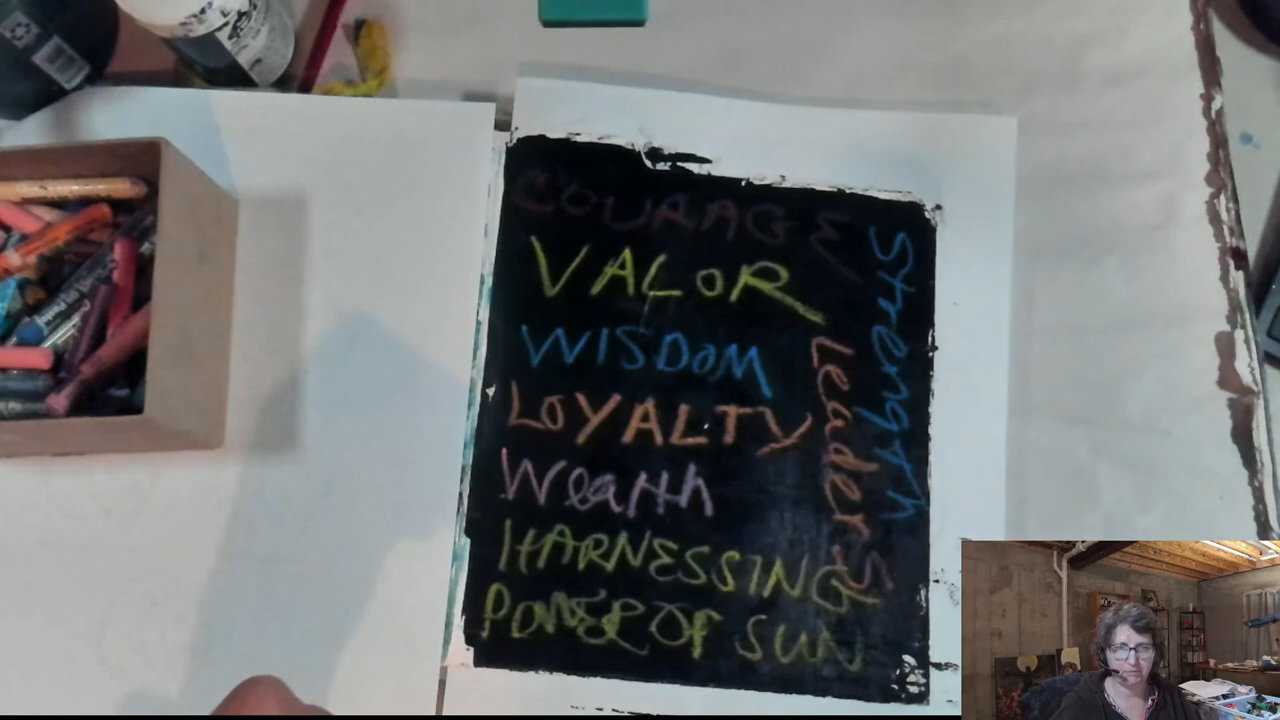 COURAGE
VALOR
WISDOM
LOYALTY
Wealth
HARNESSING
POWER OF SUN
Leaders
Strength